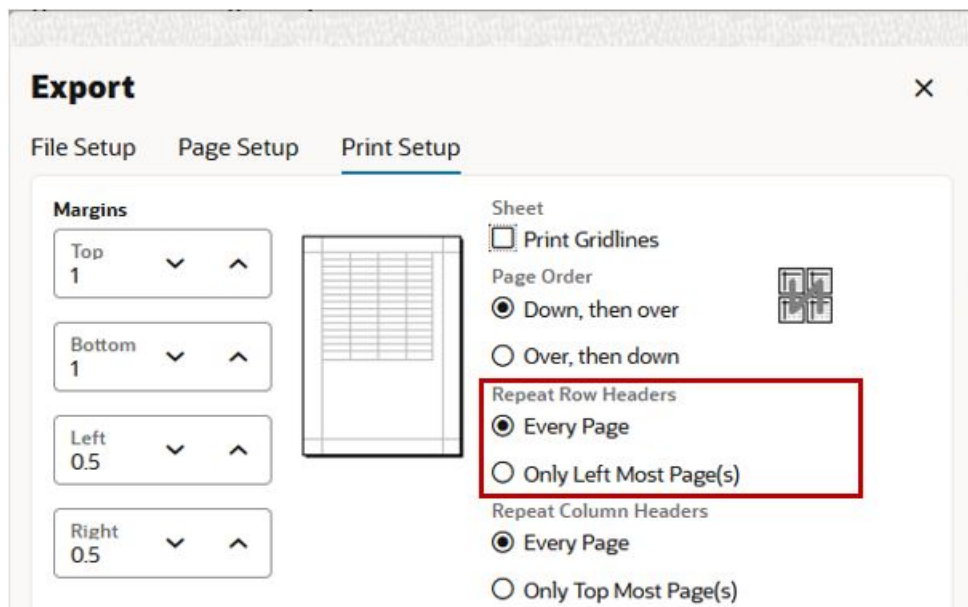 Export
File Setup Page Setup Print Setup
Margins
Top
1
Bottom
1
Left
0.5
Right
0.5
Sheet
Print Gridlines
Page Order
Down, then over
Over, then down
Repeat Row Headers
Every Page
Only Left Most Page(s)
Repeat Column Headers
Every Page
Only Top Most Page(s)